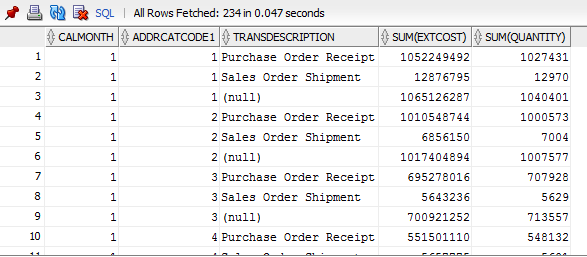 SQL | All Rows Fetched: 234 in 0.047 seconds
CALMONTH ADDRCATCODE1 TRANSDESCRIPTION SUM(EXTCOST) SUM(QUANTITY)
1 1 1 Purchase Order Receipt 1052249492 1027431
2 1 1 Sales Order Shipment 12876795 12970
3 1 1 (null) 1065126287 1040401
4 1 2 Purchase Order Receipt 1010548744 1000573
5 1 2 Sales Order Shipment 6856150 7004
6 1 2 (null) 1017404894 1007577
7 1 3 Purchase Order Receipt 695278016 707928
8 1 3 Sales Order Shipment 5643236 5629
9 1 3 (null) 700921252 713557
10 1 4 Purchase Order Receipt 551501110 548132